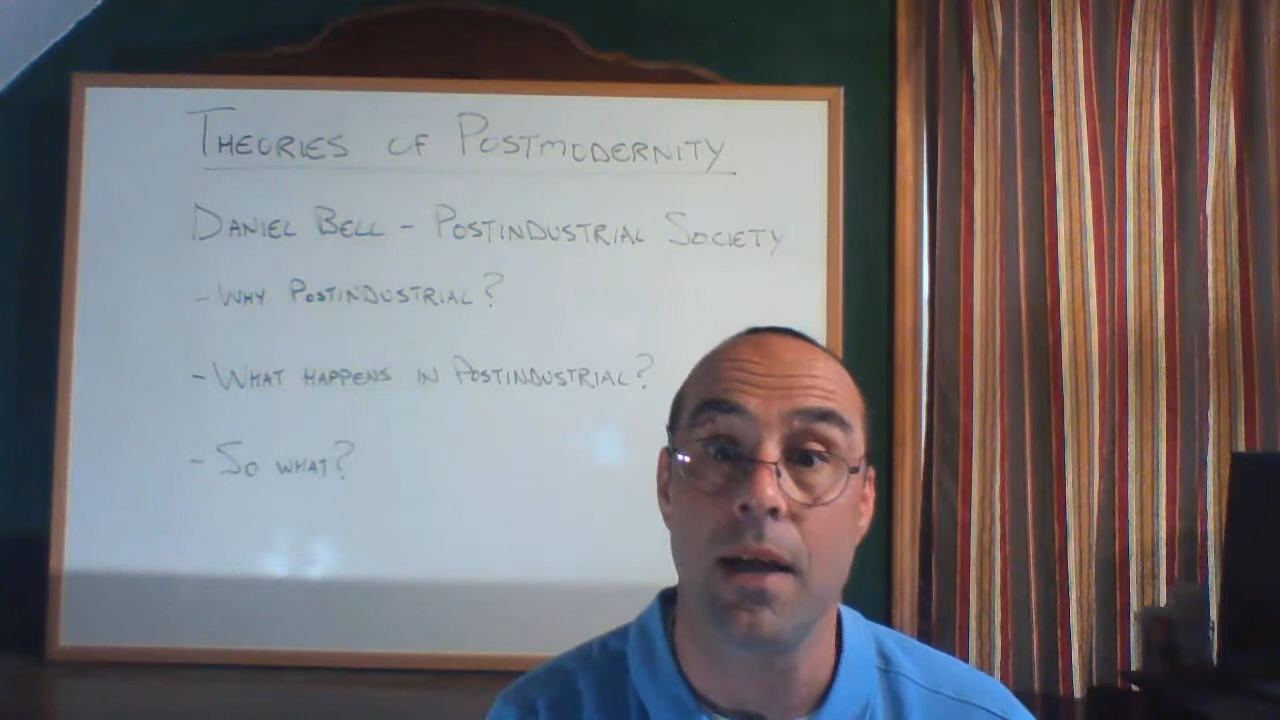 THEORIES OF POSTMODERNITY
DANIEL BELL - POSTINDUSTRIAL SOCIETY
- WHY POSTINDUSTRIAL?
- WHAT HAPPENS IN POSTINDUSTRIAL?
- SO WHAT?